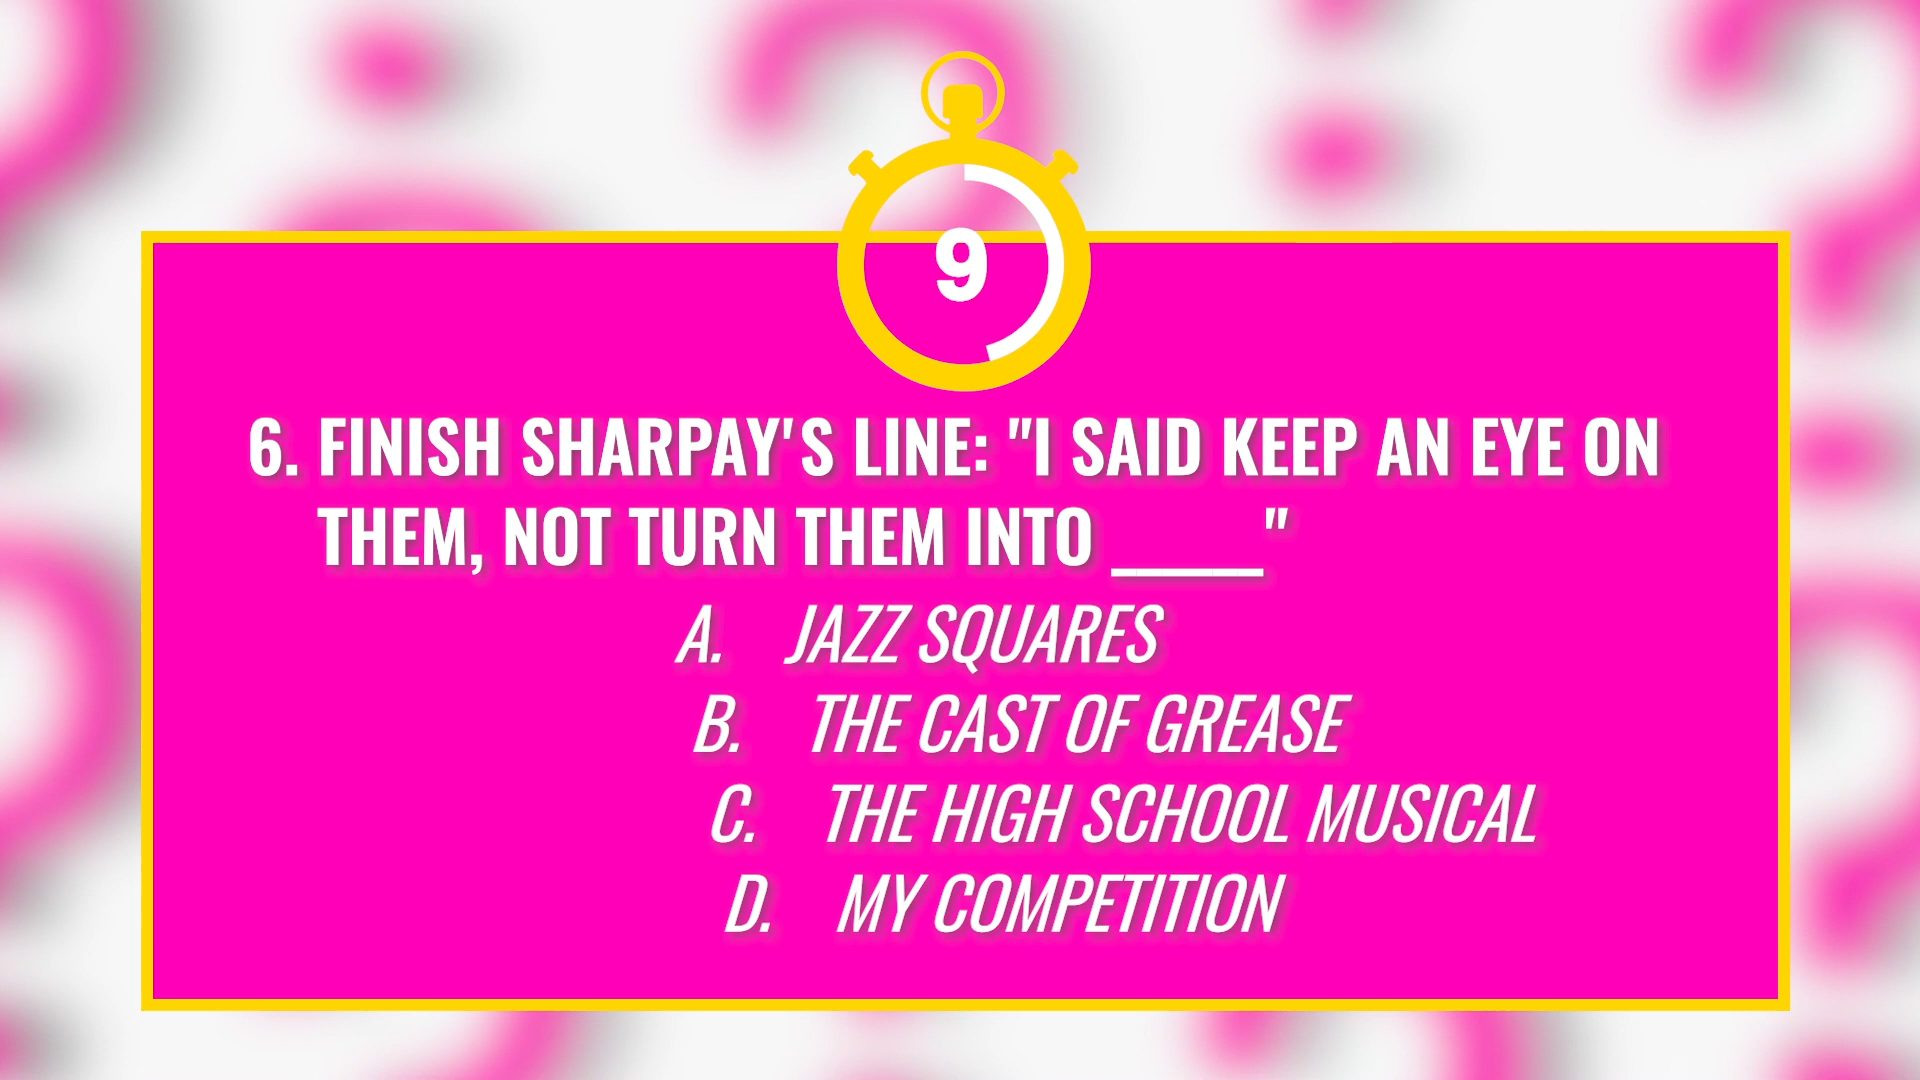 9
6. FINISH SHARPAY'S LINE: "I SAID KEEP AN EYE ON
THEM, NOT TURN THEM INTO _____"
A. JAZZ SQUARES
B. THE CAST OF GREASE
C. THE HIGH SCHOOL MUSICAL
D. MY COMPETITION